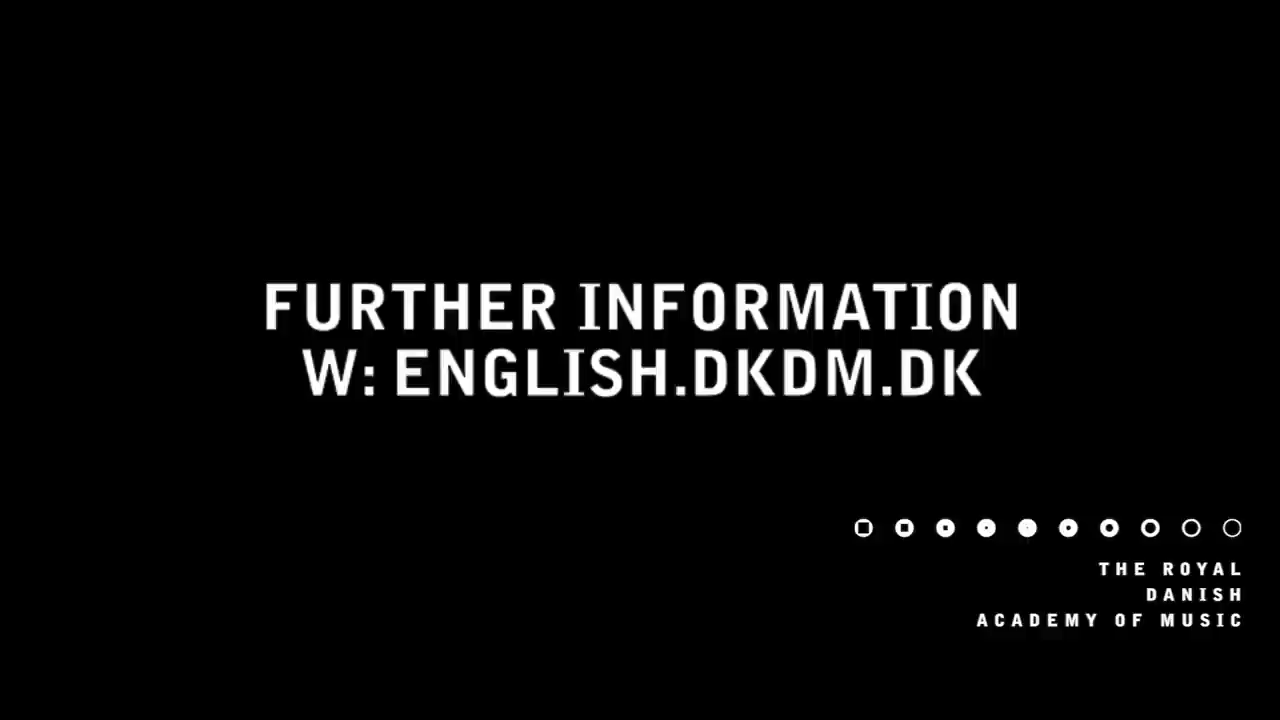 FURTHER INFORMATION
W: ENGLISH.DKDM.DK
THE ROYAL
DANISH
ACADEMY OF MUSIC